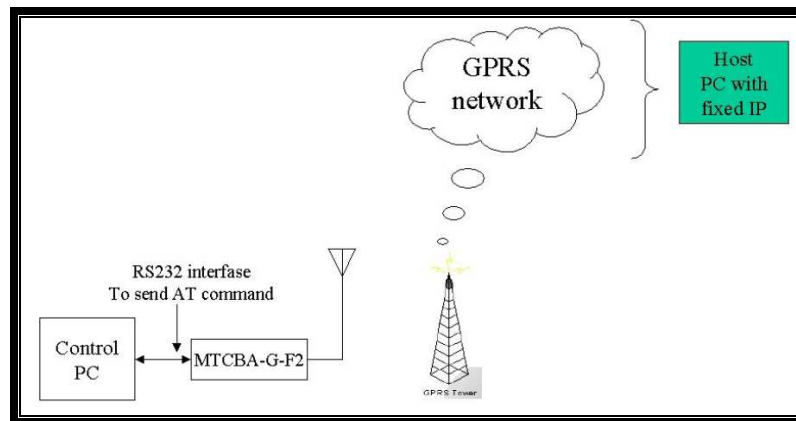 GPRS
network
Host
PC with
fixed IP
RS232 interfase
To send AT command
Control
PC
MTCBA-G-F2
GPRS Tower